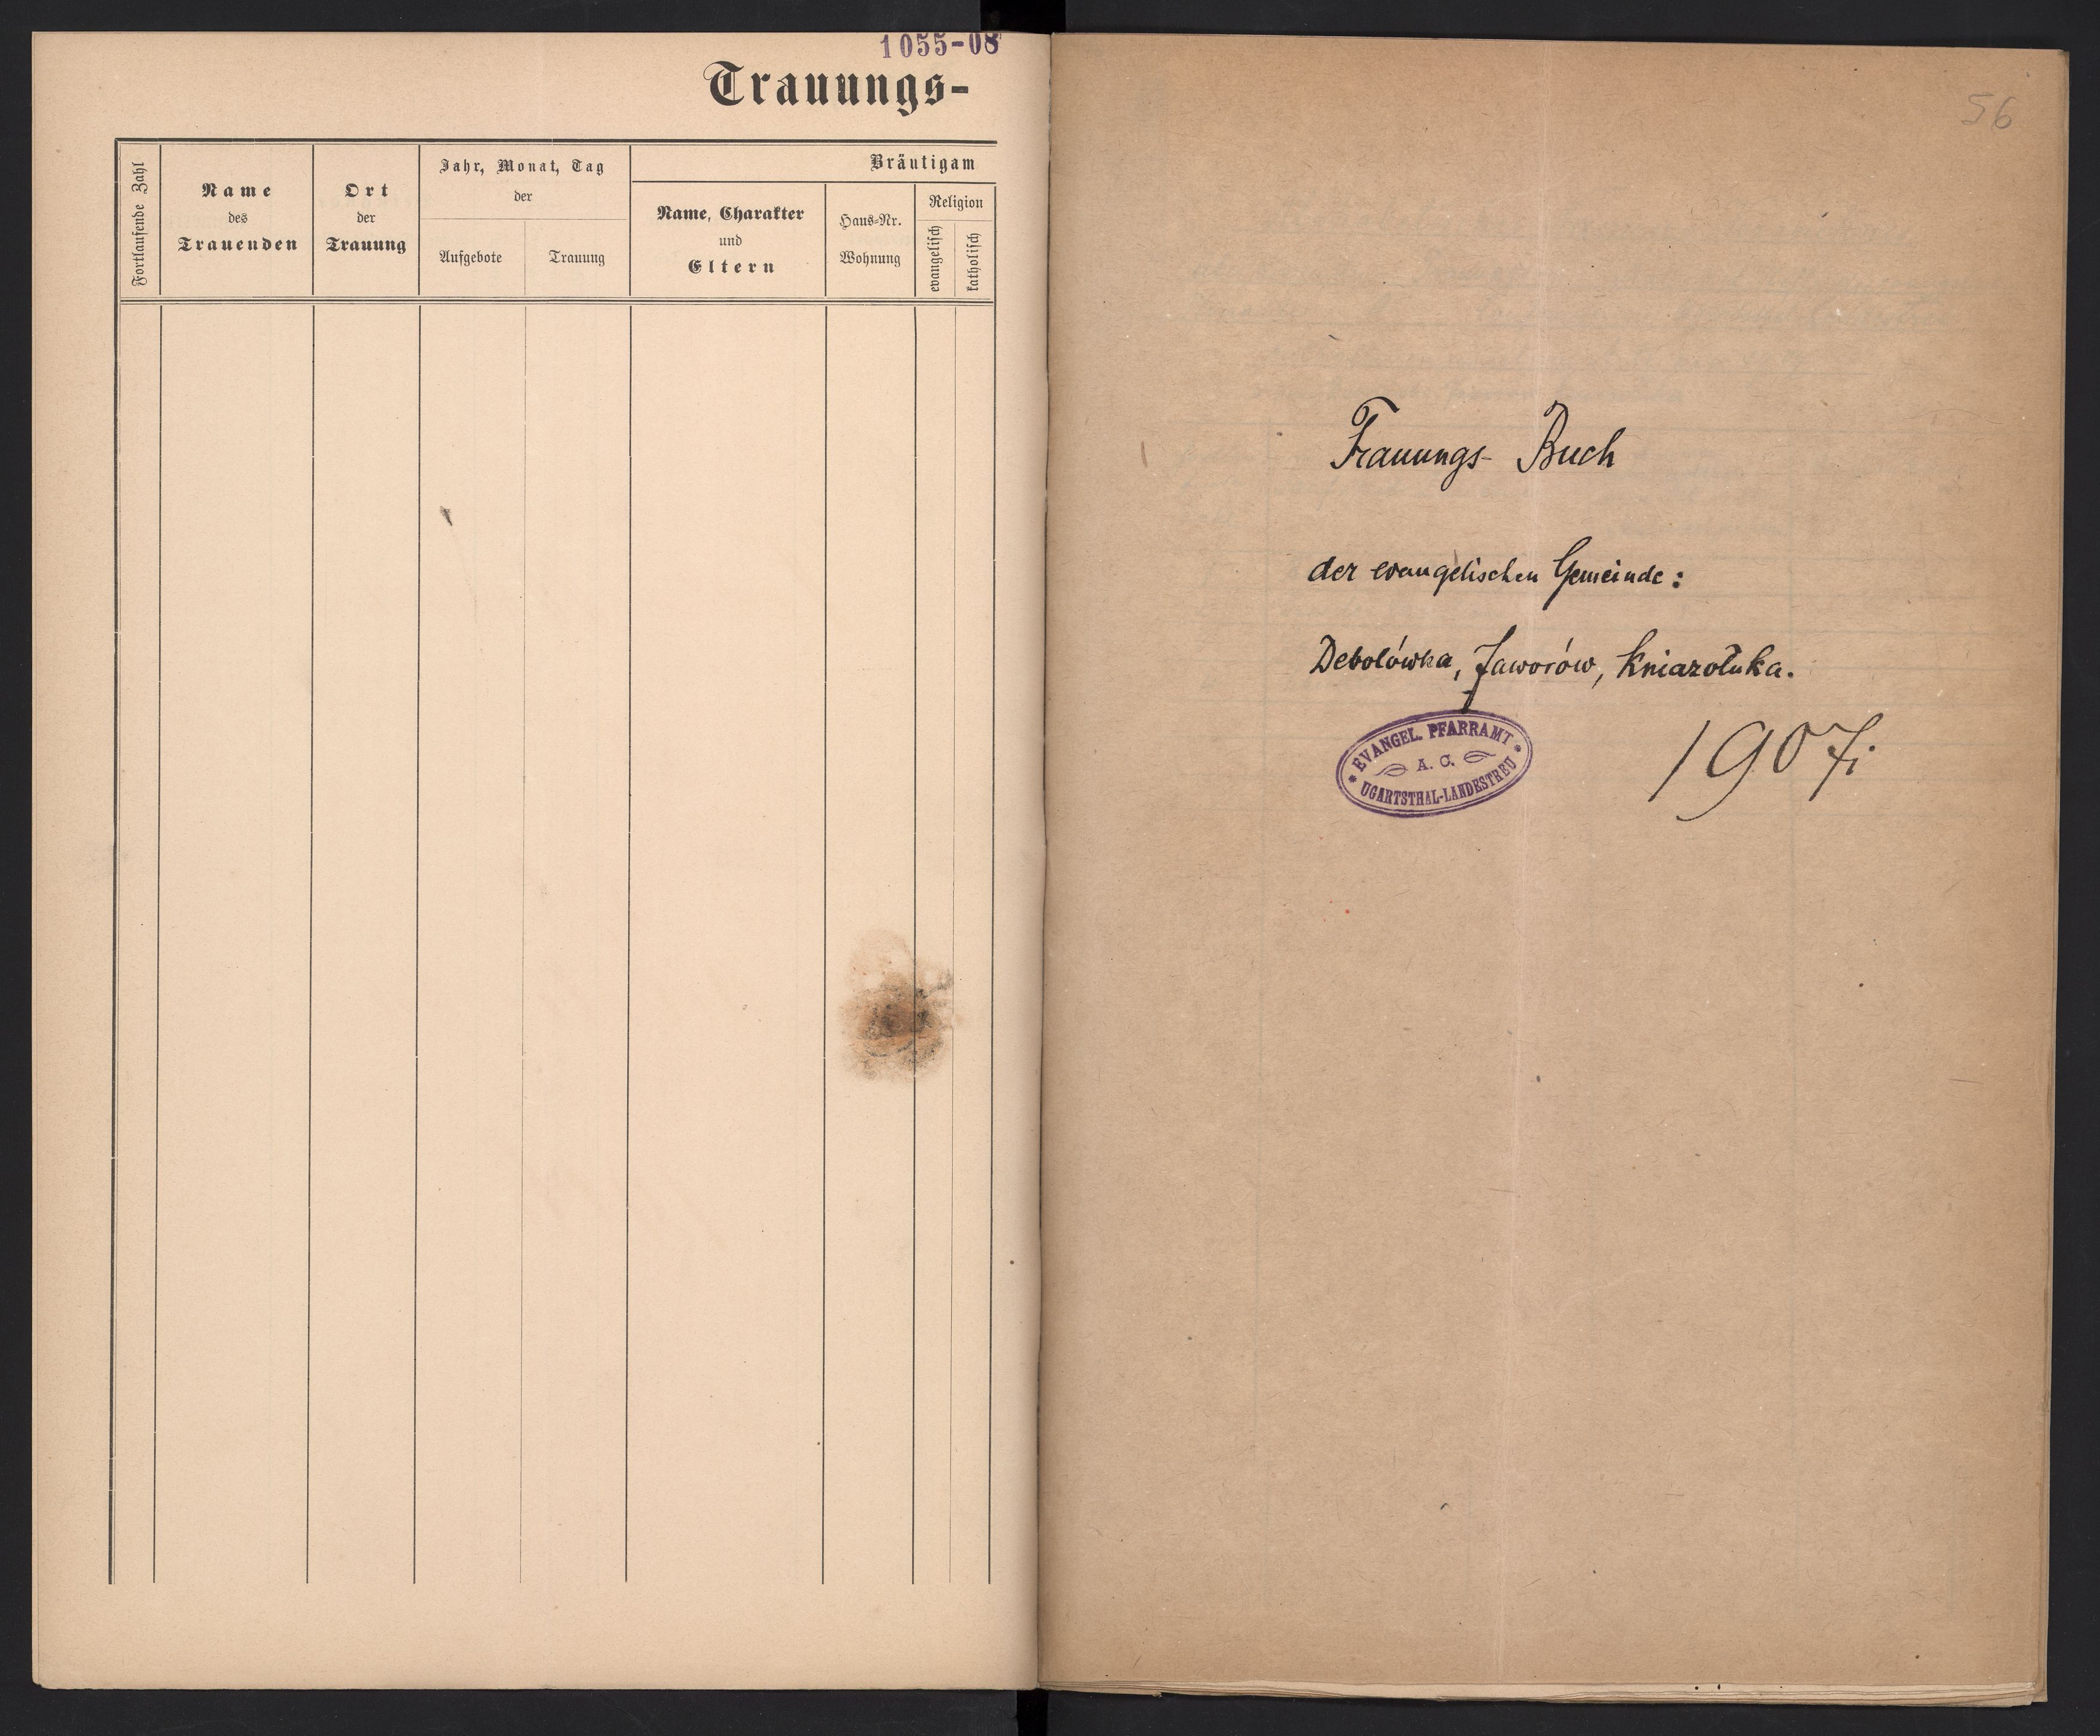 1055-08
Trauungs-
Fortlaufende Zahl
Name
des
Trauenden
Ort
der
Trauung
Jahr, Monat, Tag
der
Aufgebote
Trauung
Bräutigam
Name, Charakter
und
Eltern
Haus-Nr.
Wohnung
Religion
evangelisch
katholisch
56
Trauungs- Buch
der evangelischen Gemeinde:
Debolówka, Jaworów, Kniazołuka.
EVANGEL. PFARRAMT
A. C.
UGARTSTHAL-LANDESTREU
1907.